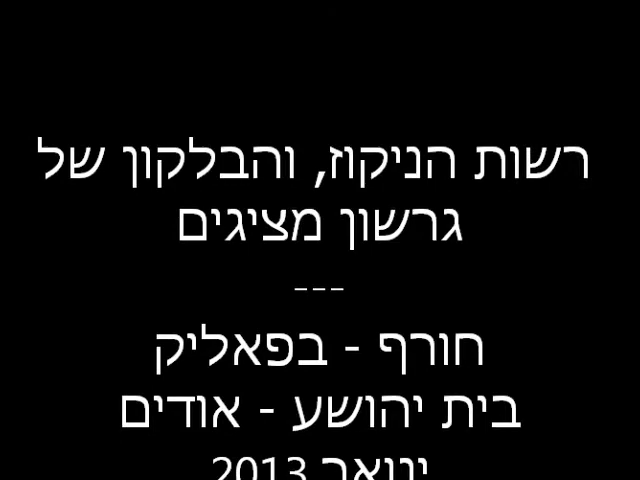 רשות הניקוז, והבלקון של
גרשון מציגים
---
חורף - בפאליק
בית יהושע - אודים
ינואר 2013